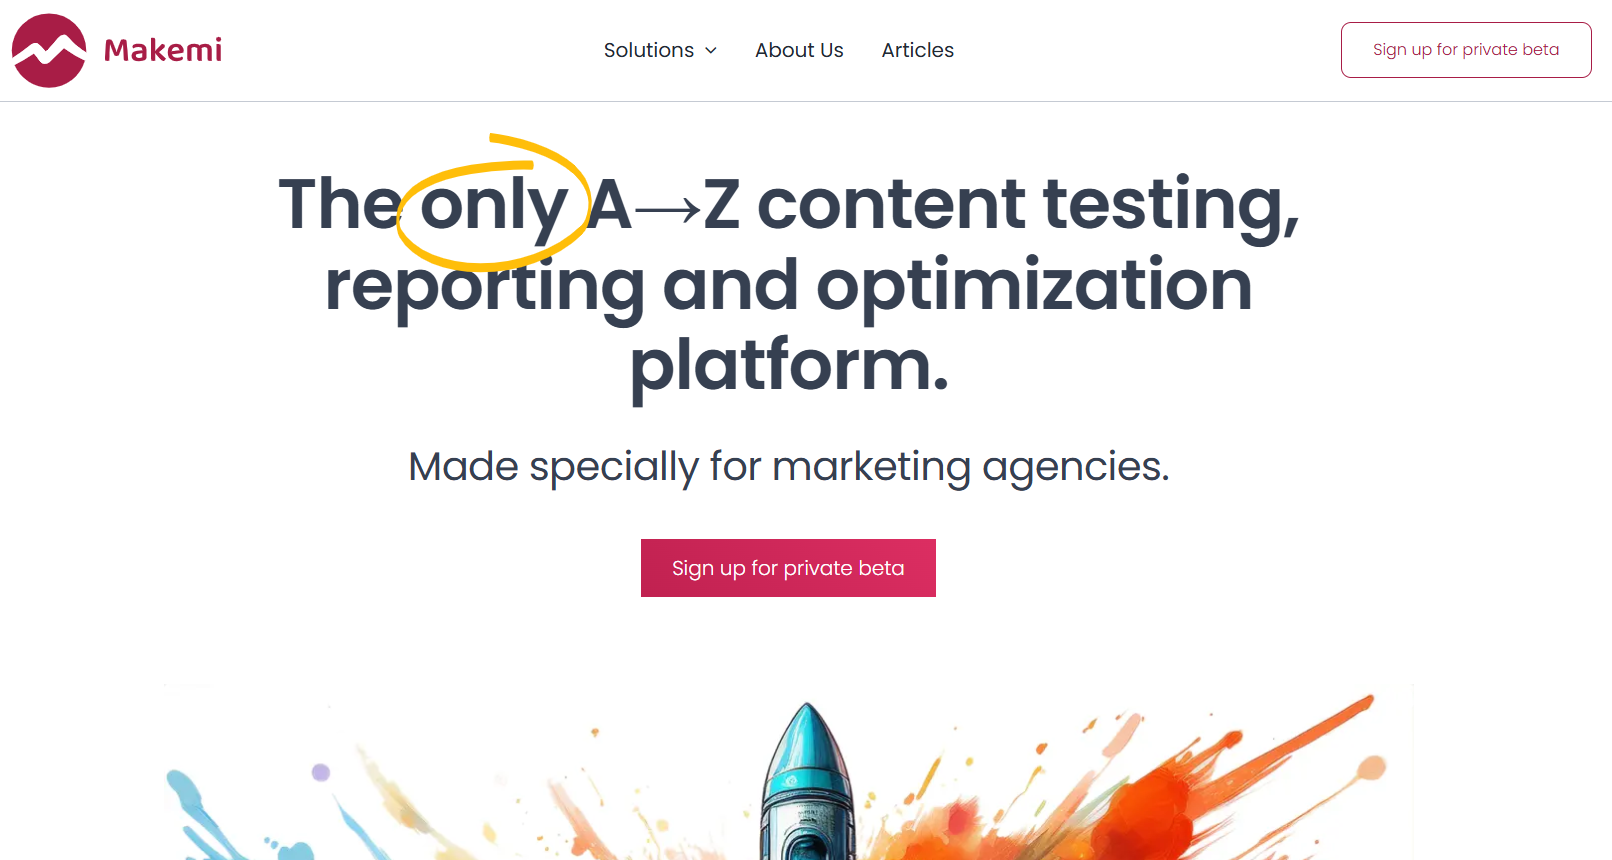 Makemi
Solutions
About Us
Articles
Sign up for private beta
The only A→Z content testing,
reporting and optimization
platform.
Made specially for marketing agencies.
Sign up for private beta